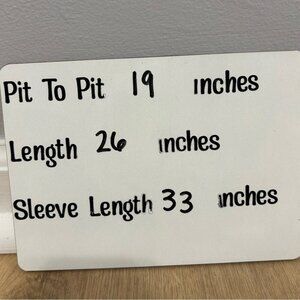 Pit To Pit 19 inches
Length 26 inches
Sleeve Length 33 inches